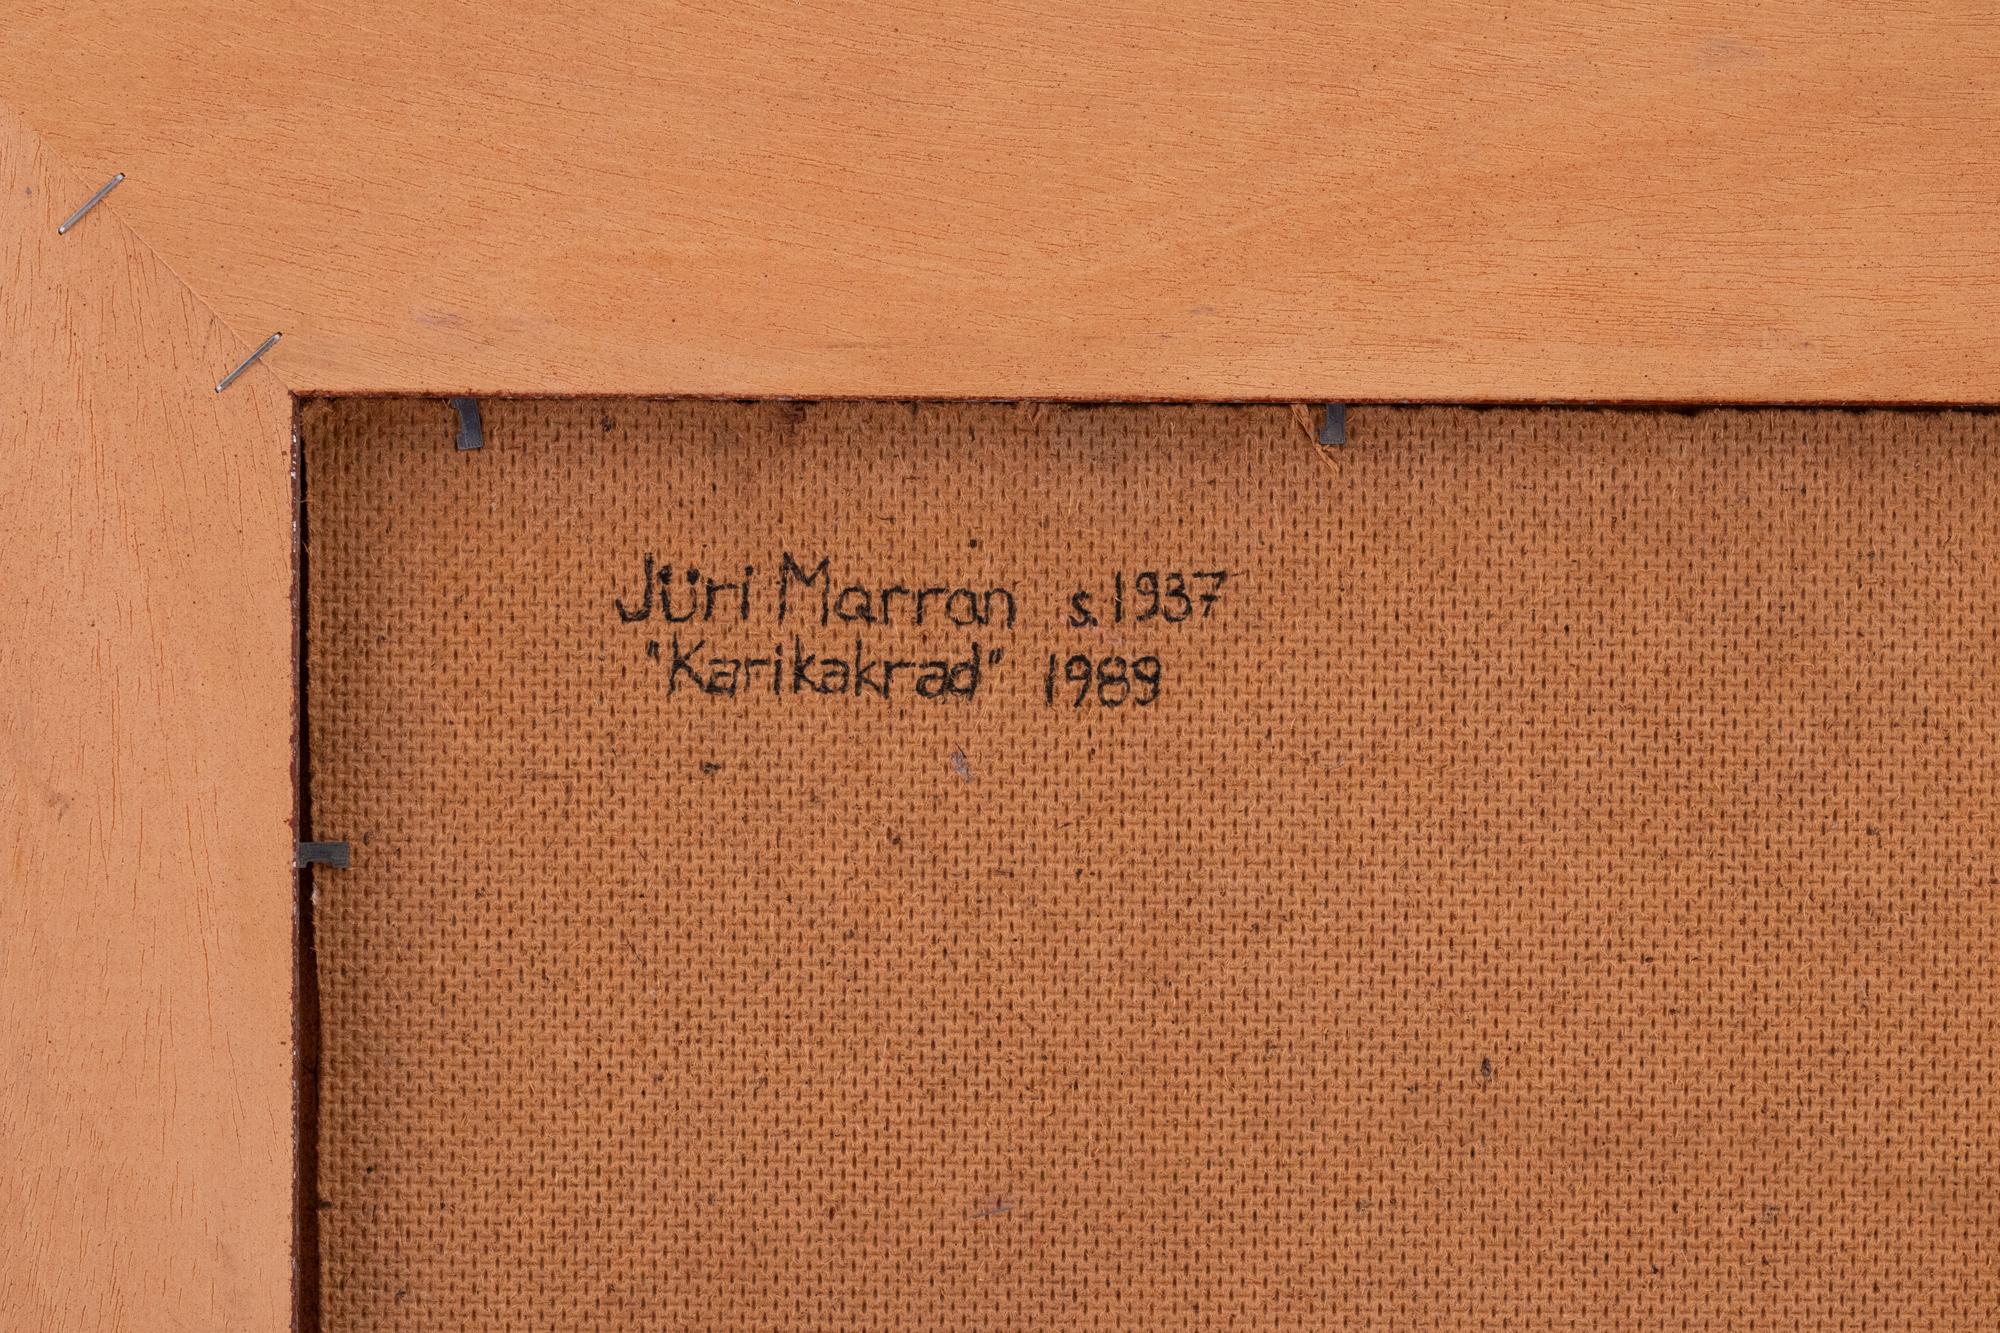 Jüri Marran s.1937
"Karikakrad" 1989